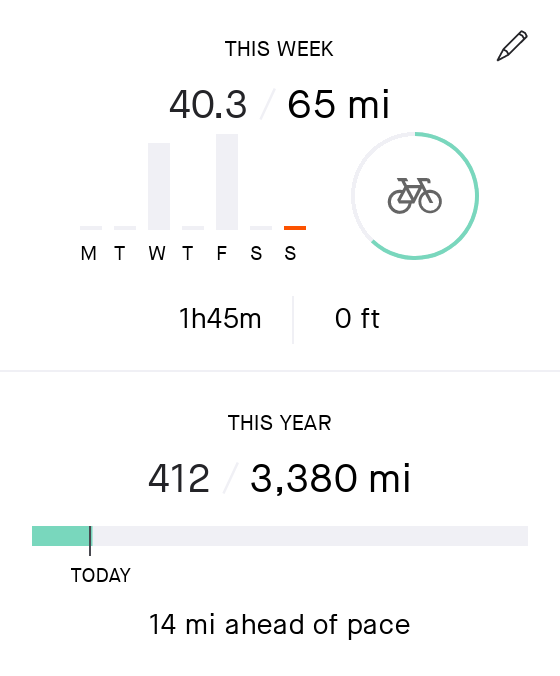 THIS WEEK
40.3 / 65 mi
M T W T F S S
1h45m 0 ft
THIS YEAR
412 / 3,380 mi
TODAY
14 mi ahead of pace